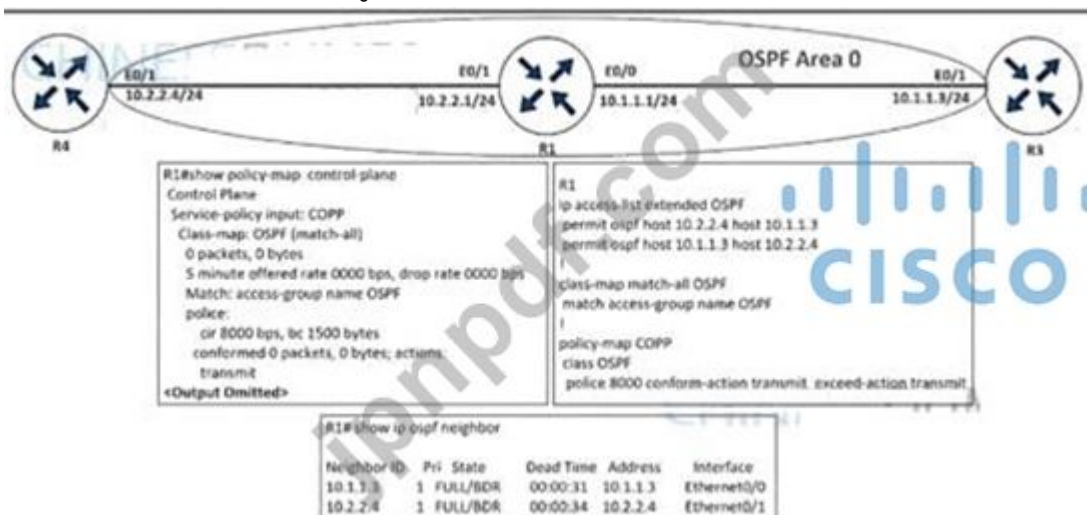 OSPF Area 0
E0/1
E0/1
E0/0
E0/1
10.2.2.4/24
10.2.2.1/24
10.1.1.1/24
10.1.1.3/24
R4
R1
R3
R1#show policy-map control-plane
Control Plane
Service-policy input: COPP
Class-map: OSPF (match-all)
0 packets, 0 bytes
5 minute offered rate 0000 bps, drop rate 0000 bps
Match: access-group name OSPF
police:
cir 8000 bps, bc 1500 bytes
conformed 0 packets, 0 bytes; actions:
transmit
<Output Omitted>
R1
ip access-list extended OSPF
permit ospf host 10.2.2.4 host 10.1.1.3
permit ospf host 10.1.1.3 host 10.2.2.4
!
class-map match-all OSPF
match access-group name OSPF
!
policy-map COPP
class OSPF
police 8000 conform-action transmit exceed-action transmit
CISCO
jpnpdf.com
R1# show ip ospf neighbor
Neighbor ID Pri State Dead Time Address Interface
10.1.1.3 1 FULL/BDR 00:00:31 10.1.1.3 Ethernet0/0
10.2.2.4 1 FULL/BDR 00:00:34 10.2.2.4 Ethernet0/1